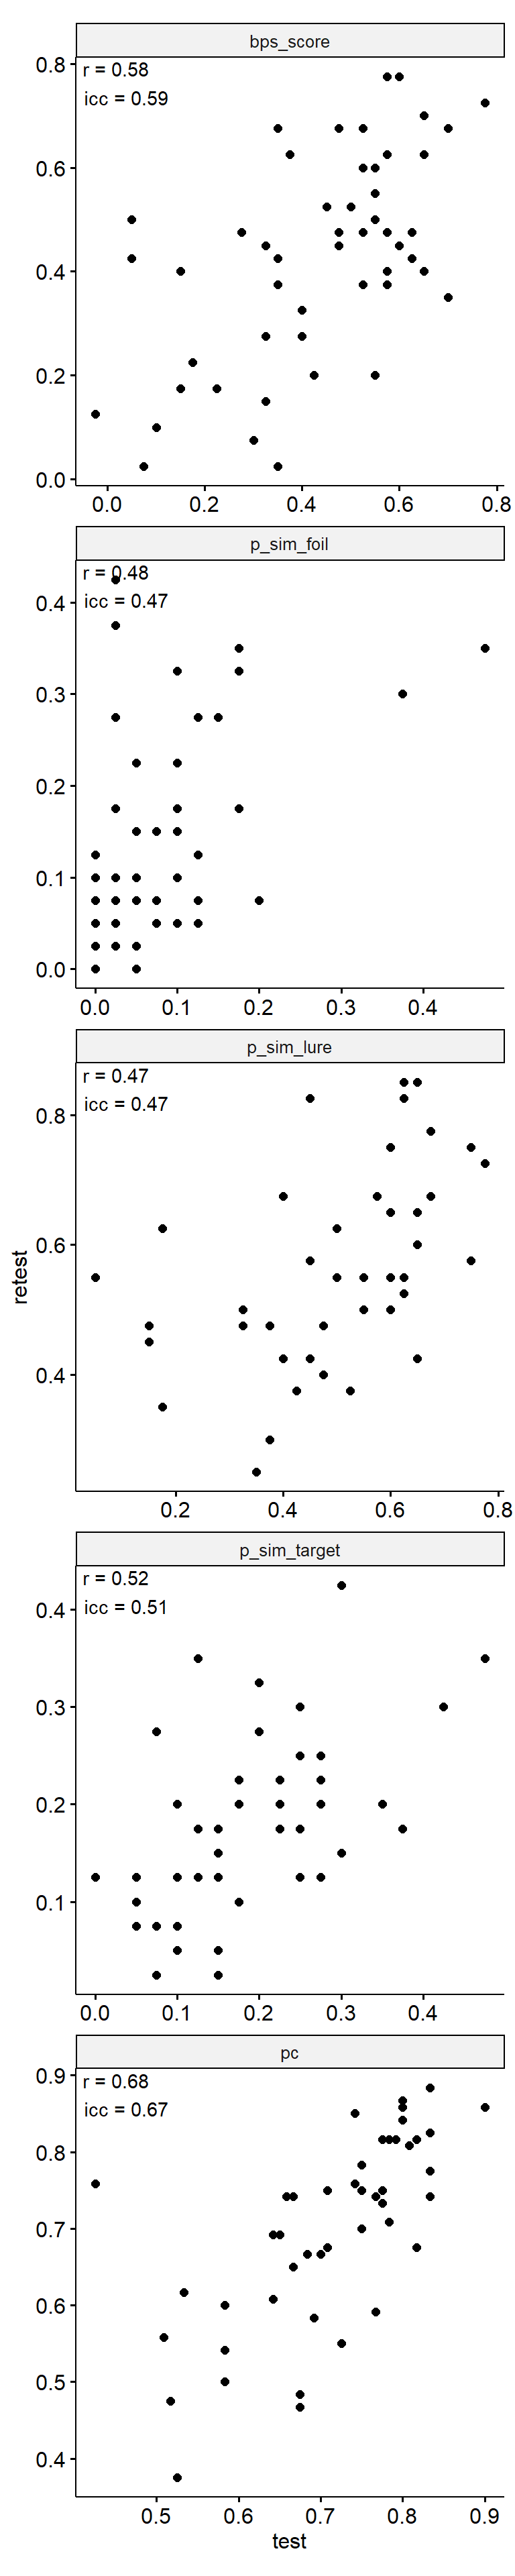 bps_score
r = 0.58
icc = 0.59
0.8
0.6
0.4
0.2
0.0
0.0 0.2 0.4 0.6 0.8
p_sim_foil
r = 0.48
icc = 0.47
0.4
0.3
0.2
0.1
0.0
0.0 0.1 0.2 0.3 0.4
p_sim_lure
r = 0.47
icc = 0.47
0.8
0.6
0.4
0.2 0.4 0.6 0.8
retest
p_sim_target
r = 0.52
icc = 0.51
0.4
0.3
0.2
0.1
0.0 0.1 0.2 0.3 0.4
pc
r = 0.68
icc = 0.67
0.9
0.8
0.7
0.6
0.5
0.4
0.5 0.6 0.7 0.8 0.9
test